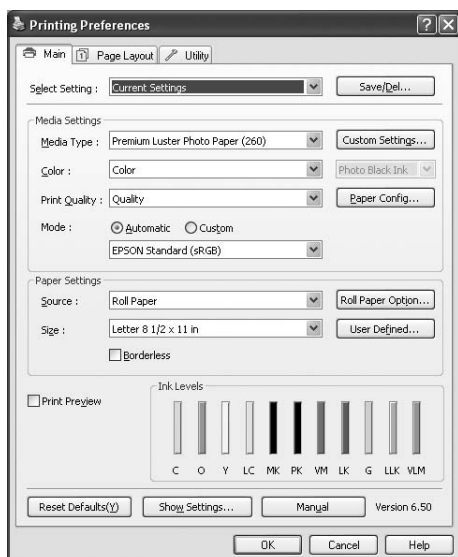 Printing Preferences
Main Page Layout Utility
Select Setting : Current Settings Save/Del...
Media Settings
Media Type : Premium Luster Photo Paper (260) Custom Settings...
Color : Color Photo Black Ink
Print Quality : Quality Paper Config...
Mode : Automatic Custom
EPSON Standard (sRGB)
Paper Settings
Source : Roll Paper Roll Paper Option...
Size : Letter 8 1/2 x 11 in User Defined...
Borderless
Print Preview
Ink Levels
C O Y LC MK PK VM LK G LLK VLM
Reset Defaults(Y) Show Settings... Manual Version 6.50
OK Cancel Help